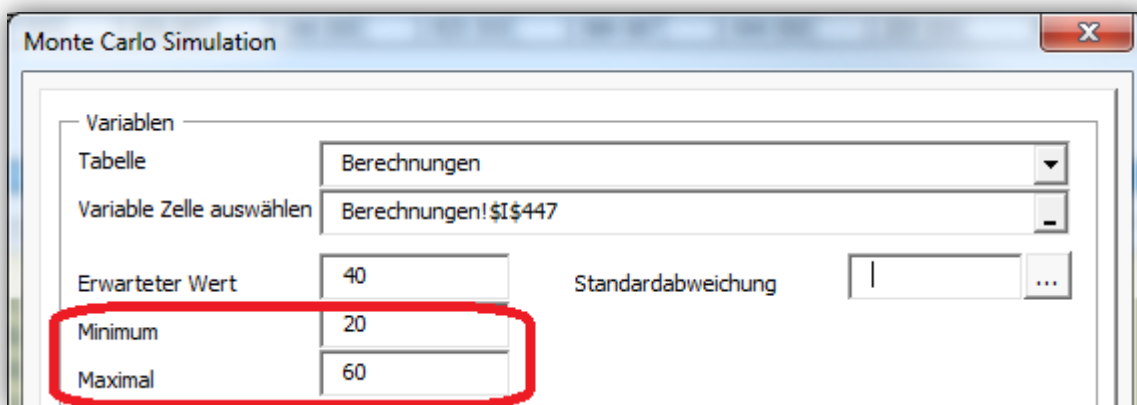 Monte Carlo Simulation
Variablen
Tabelle Berechnungen
Variable Zelle auswählen Berechnungen!$I$447
Erwarteter Wert 40 Standardabweichung ...
Minimum 20
Maximal 60